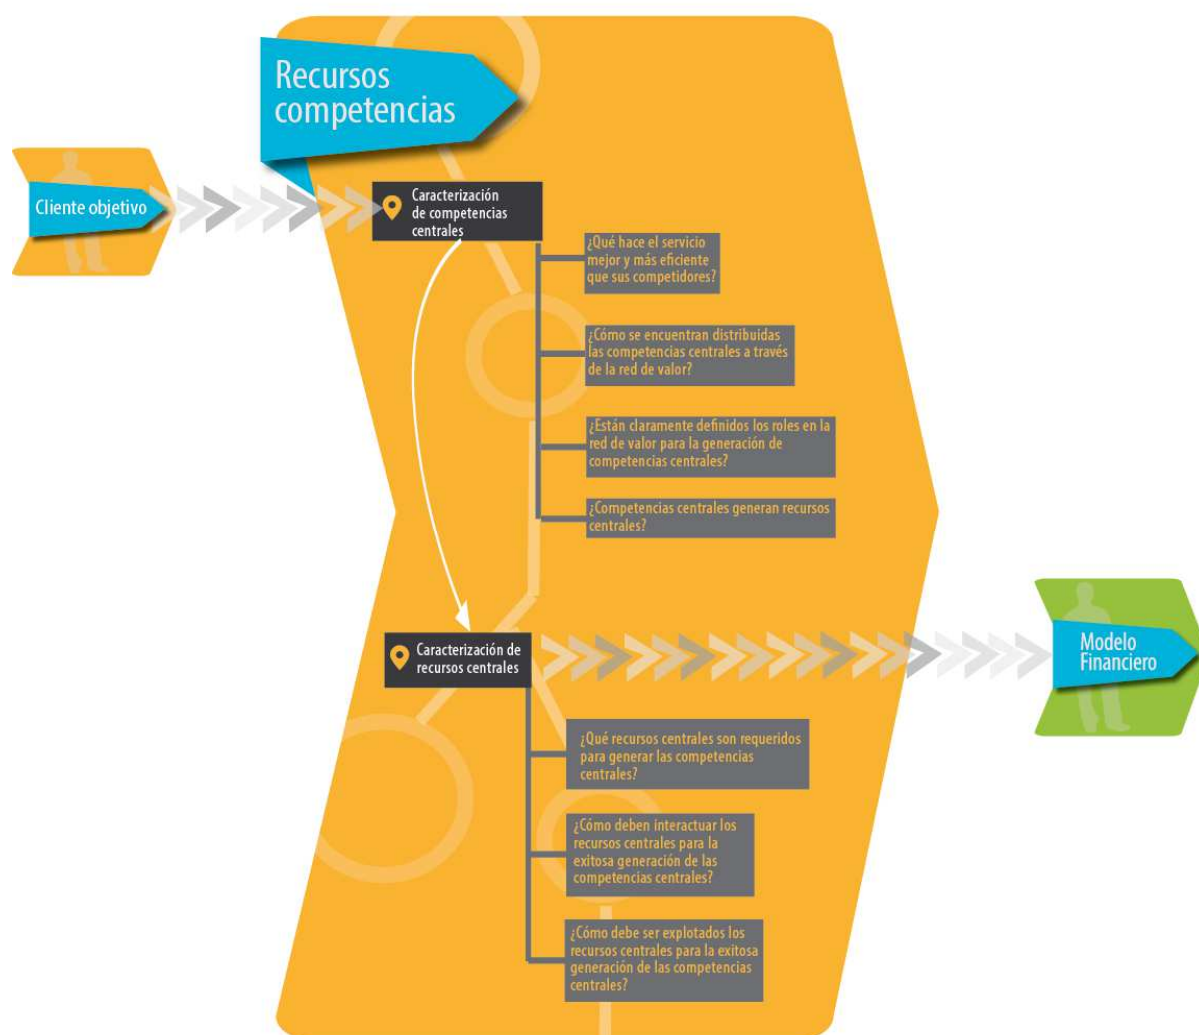 Recursos
competencias
Cliente objetivo
Caracterización
de competencias
centrales
¿Qué hace el servicio
mejor y más eficiente
que sus competidores?
¿Cómo se encuentran distribuidas
las competencias centrales a través
de la red de valor?
¿Están claramente definidos los roles en la
red de valor para la generación de
competencias centrales?
¿Competencias centrales generan recursos
centrales?
Caracterización de
recursos centrales
Modelo
Financiero
¿Qué recursos centrales son requeridos
para generar las competencias
centrales?
¿Cómo deben interactuar los
recursos centrales para la
exitosa generación de las
competencias centrales?
¿Cómo debe ser explotados los
recursos centrales para la exitosa
generación de las competencias
centrales?